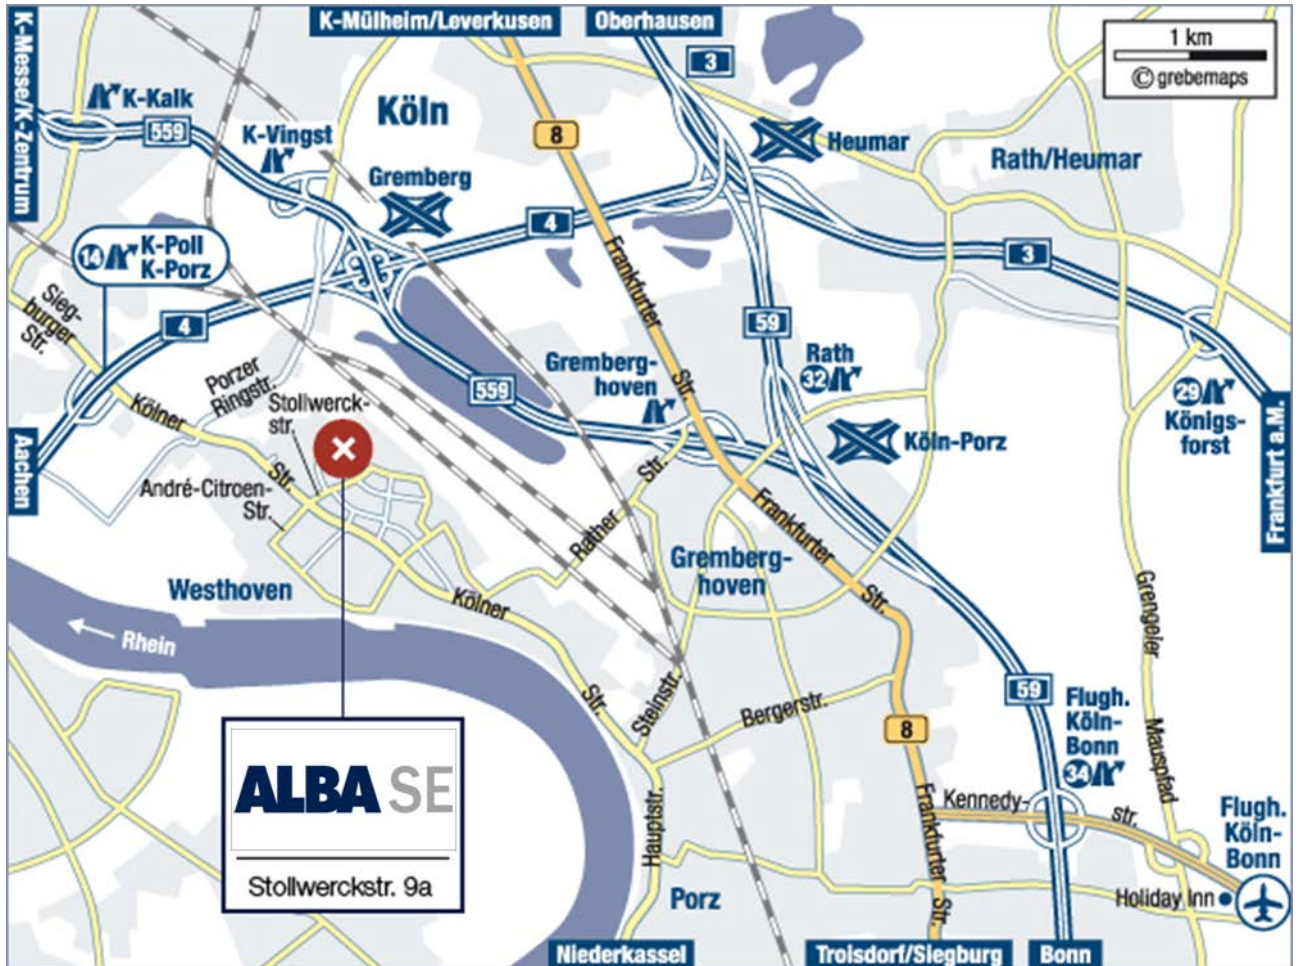 K-Mülheim/Leverkusen
Oberhausen
K-Messe/K-Zentrum
3
1 km
© grebemaps
K-Kalk
559
Köln
8
K-Vingst
Heumar
Rath/Heumar
Gremberg
4
14
K-Poll
K-Porz
3
Sieg-
burger
Str.
4
Frankfurter
Str.
59
Rath
32
Gremberg-
hoven
559
Porzer
Ringstr.
Stollwerck-
str.
29
Königs-
forst
Frankfurt a.M.
Kölner
Str.
Aachen
Köln-Porz
André-Citroen-
Str.
Rather
Str.
Frankfurter
Str.
Gremberg-
hoven
Westhoven
Kölner
Str.
Rhein
Grengeler
Mauspfad
Steinstr.
Bergerstr.
59
Flugh.
Köln-
Bonn
34
8
ALBA SE
Stollwerckstr. 9a
Kennedy-
str.
Frankfurter
Str.
Hauptstr.
Flugh.
Köln-
Bonn
Porz
Holiday Inn
Niederkassel
Troisdorf/Siegburg
Bonn